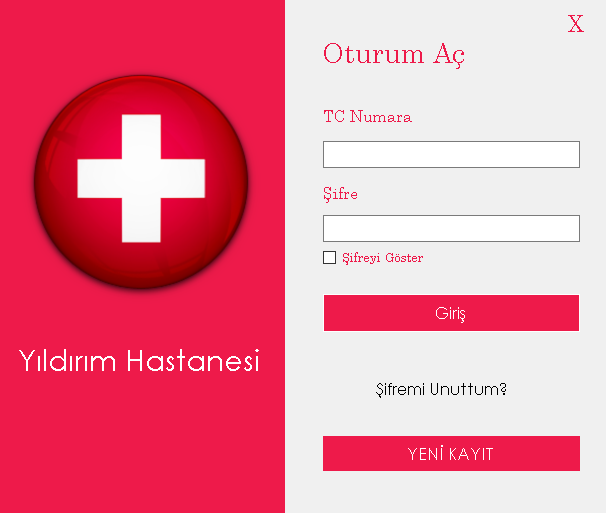 Yıldırım Hastanesi
X
Oturum Aç
TC Numara
Şifre
Şifreyi Göster
Giriş
Şifremi Unuttum?
YENİ KAYIT